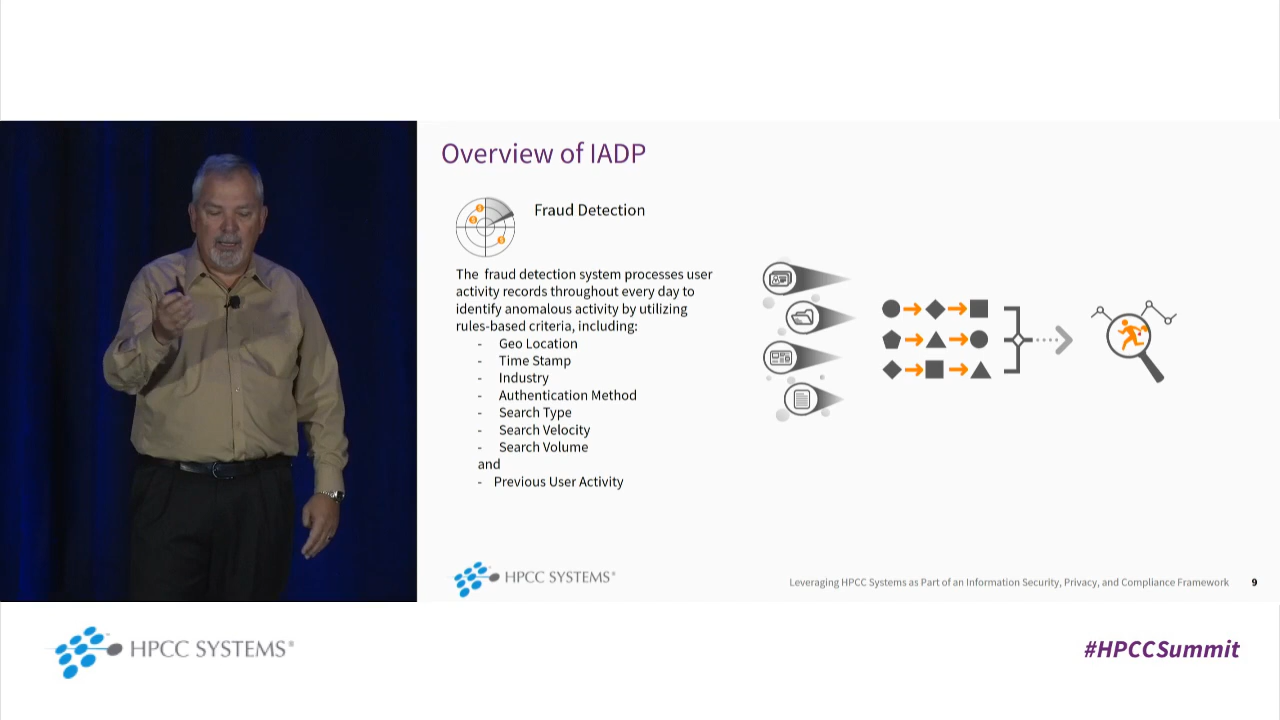 Overview of IADP
Fraud Detection
The fraud detection system processes user
activity records throughout every day to
identify anomalous activity by utilizing
rules-based criteria, including:
- Geo Location
- Time Stamp
- Industry
- Authentication Method
- Search Type
- Search Velocity
- Search Volume
and
- Previous User Activity
HPCC SYSTEMS®
Leveraging HPCC Systems as Part of an Information Security, Privacy, and Compliance Framework 9
HPCC SYSTEMS®
#HPCCSummit